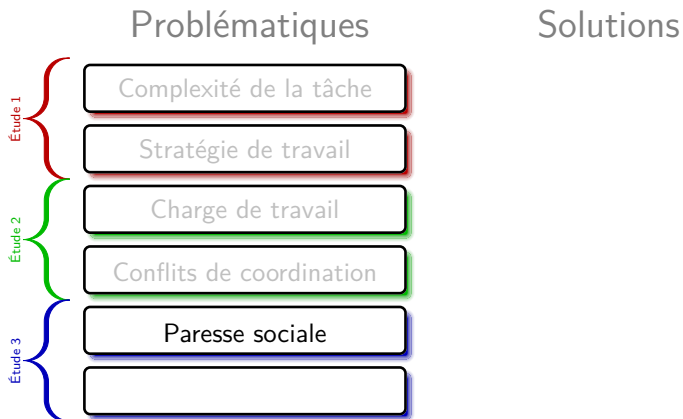 Problématiques
Solutions
Étude 1
Complexité de la tâche
Stratégie de travail
Étude 2
Charge de travail
Conflits de coordination
Étude 3
Paresse sociale